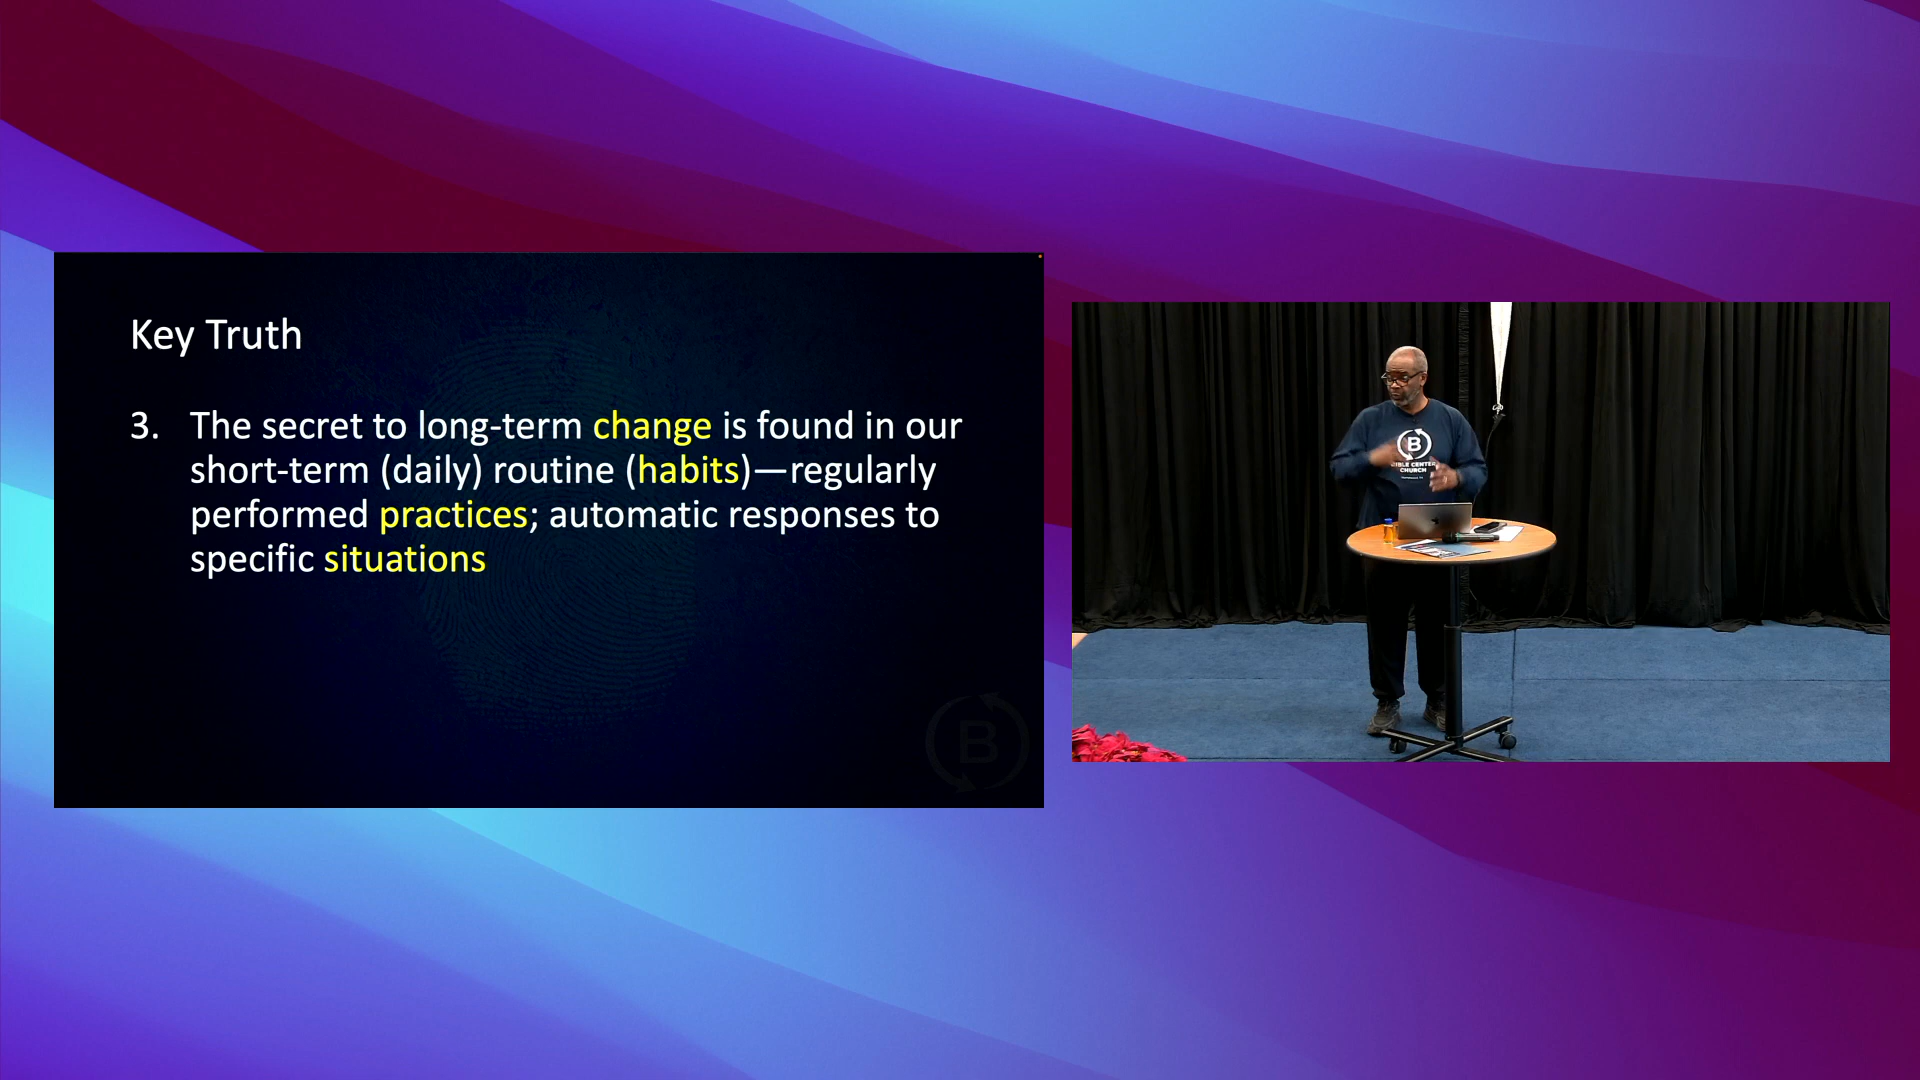 Key Truth
3. The secret to long-term change is found in our
short-term (daily) routine (habits)—regularly
performed practices; automatic responses to
specific situations
B
B
BIBLE CENTER
CHURCH